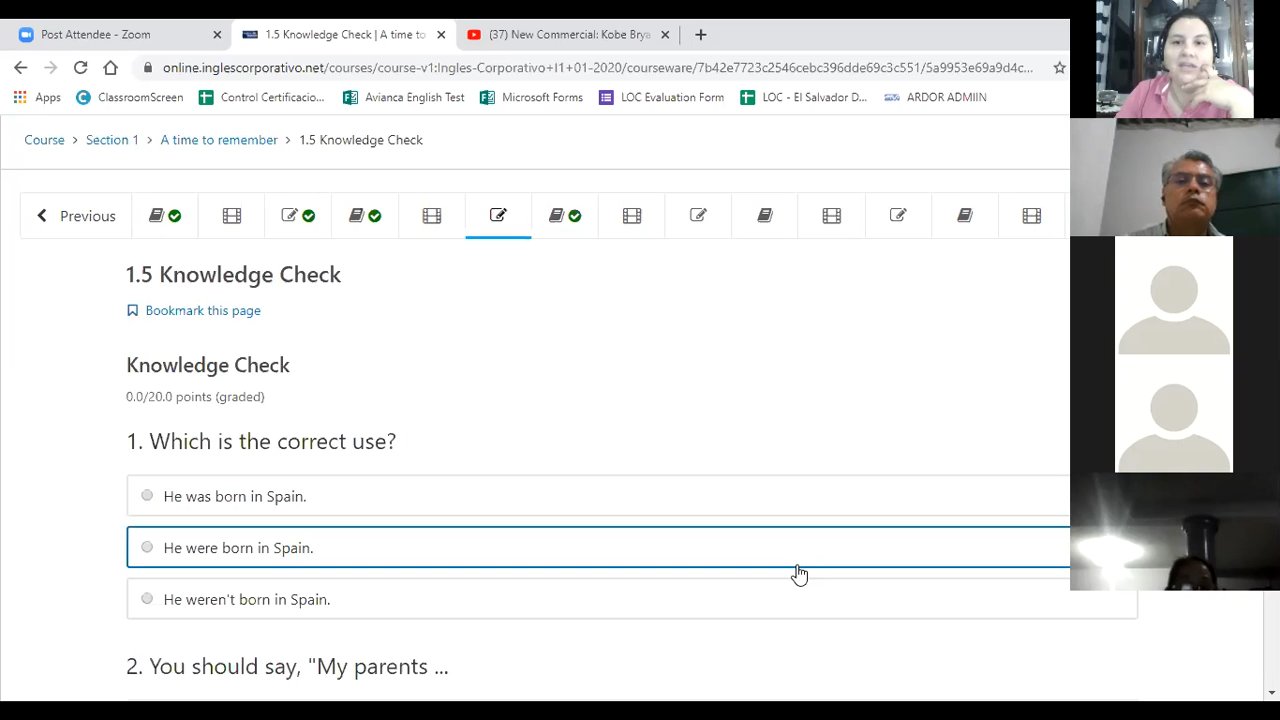 Post Attendee - Zoom
1.5 Knowledge Check | A time to
(37) New Commercial: Kobe Brya
online.inglescorporativo.net/courses/course-v1:Ingles-Corporativo+I1+01-2020/courseware/7b42e7723c2546cebc396dde69c3c551/5a9953e69a9d4c...
Apps
ClassroomScreen
Control Certificacio...
Aviance English Test
Microsoft Forms
LOC Evaluation Form
LOC - El Salvador D...
ARDOR ADMIIN
Course > Section 1 > A time to remember > 1.5 Knowledge Check
Previous
1.5 Knowledge Check
Bookmark this page
Knowledge Check
0.0/20.0 points (graded)
1. Which is the correct use?
He was born in Spain.
He were born in Spain.
He weren't born in Spain.
2. You should say, "My parents ...